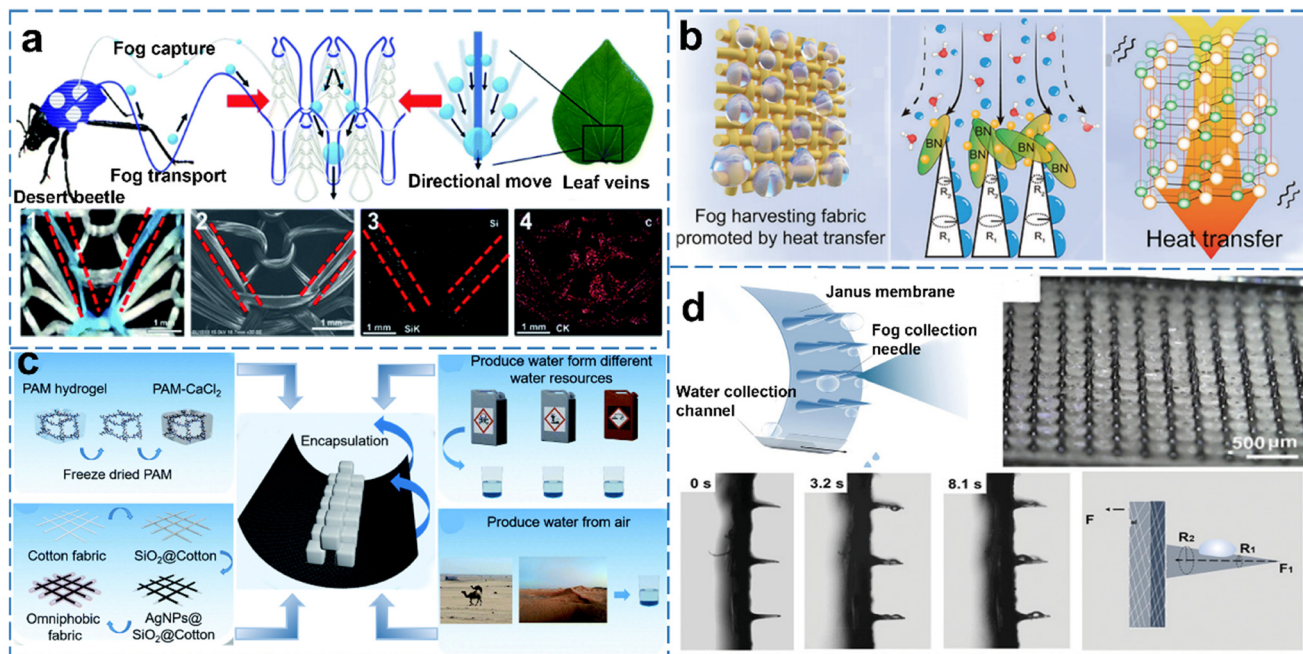 a
Fog capture
Fog transport
Desert beetle
Directional move
Leaf veins
1
1 mm
2
1 mm
3
Si
1 mm
SiK
4
C
1 mm
CK
b
Fog harvesting fabric
promoted by heat transfer
BN
BN
BN
R2
R2
R2
R1
R1
R1
Heat transfer
c
PAM hydrogel
PAM-CaCl2
Freeze dried PAM
Cotton fabric
SiO2@Cotton
Omniphobic
fabric
AgNPs@
SiO2@Cotton
Encapsulation
Produce water form different
water resources
Produce water from air
d
Janus membrane
Fog collection
needle
Water collection
channel
500 μm
0 s
3.2 s
8.1 s
F
R2
R1
F1